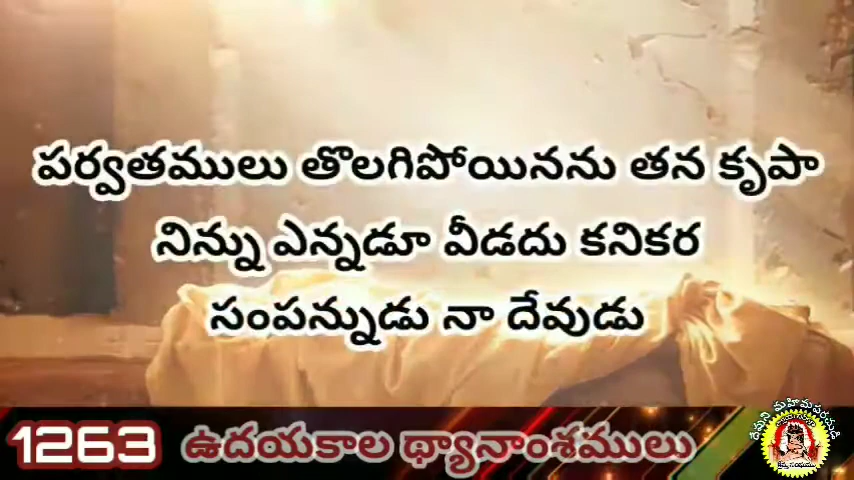 పర్వతములు తొలగిపోయినను తన కృపా
నిన్ను ఎన్నడూ వీడదు కనికర
సంపన్నుడు నా దేవుడు
1263 ఉదయకాల ధ్యానాంశములు